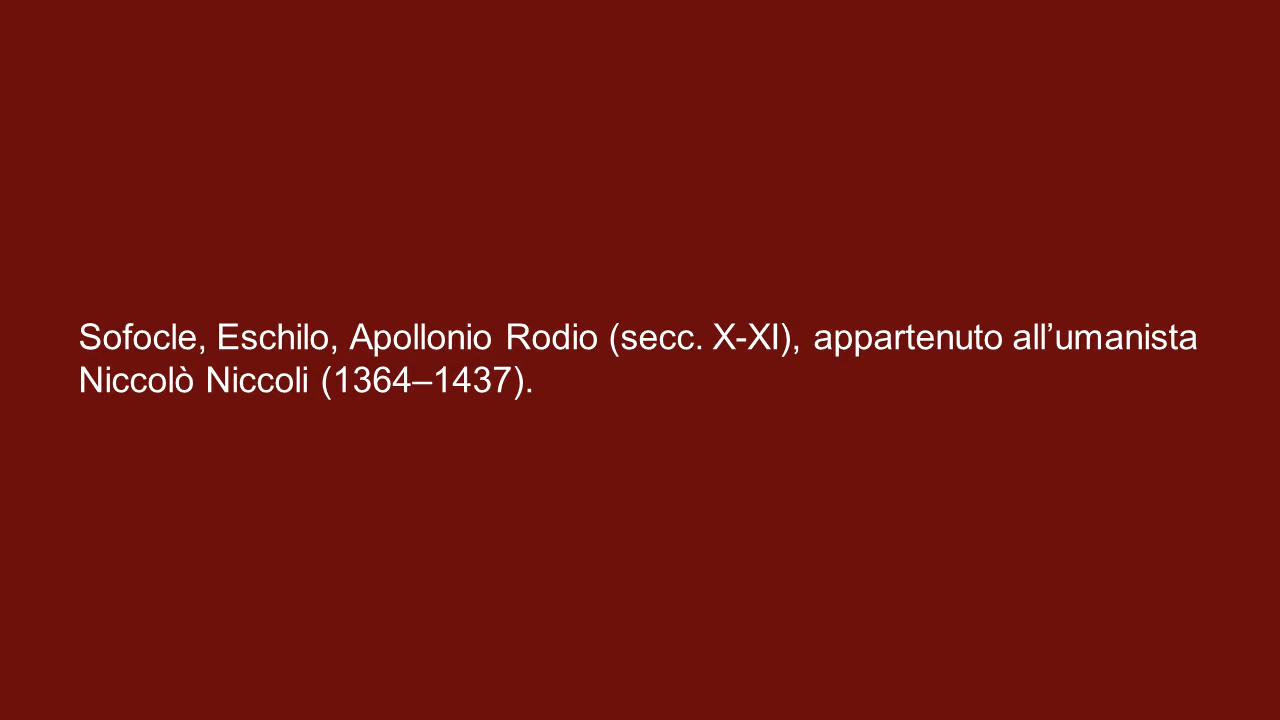 Sofocle, Eschilo, Apollonio Rodio (secc. X-XI), appartenuto all’umanista
Niccolò Niccoli (1364–1437).